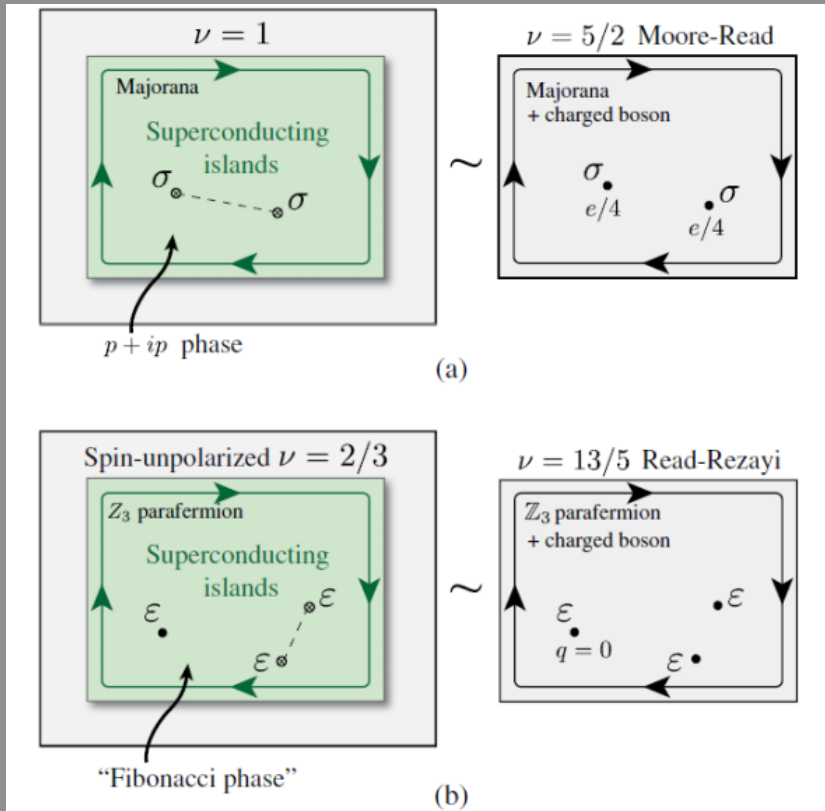 ν = 1
ν = 5/2 Moore-Read
Majorana
Superconducting
islands
σ
σ
p + ip phase
~
Majorana
+ charged boson
σ
e/4
σ
e/4
(a)
Spin-unpolarized ν = 2/3
ν = 13/5 Read-Rezayi
Z₃ parafermion
Superconducting
islands
ε
ε
ε
"Fibonacci phase"
~
ℤ₃ parafermion
+ charged boson
ε
q = 0
ε
ε
(b)